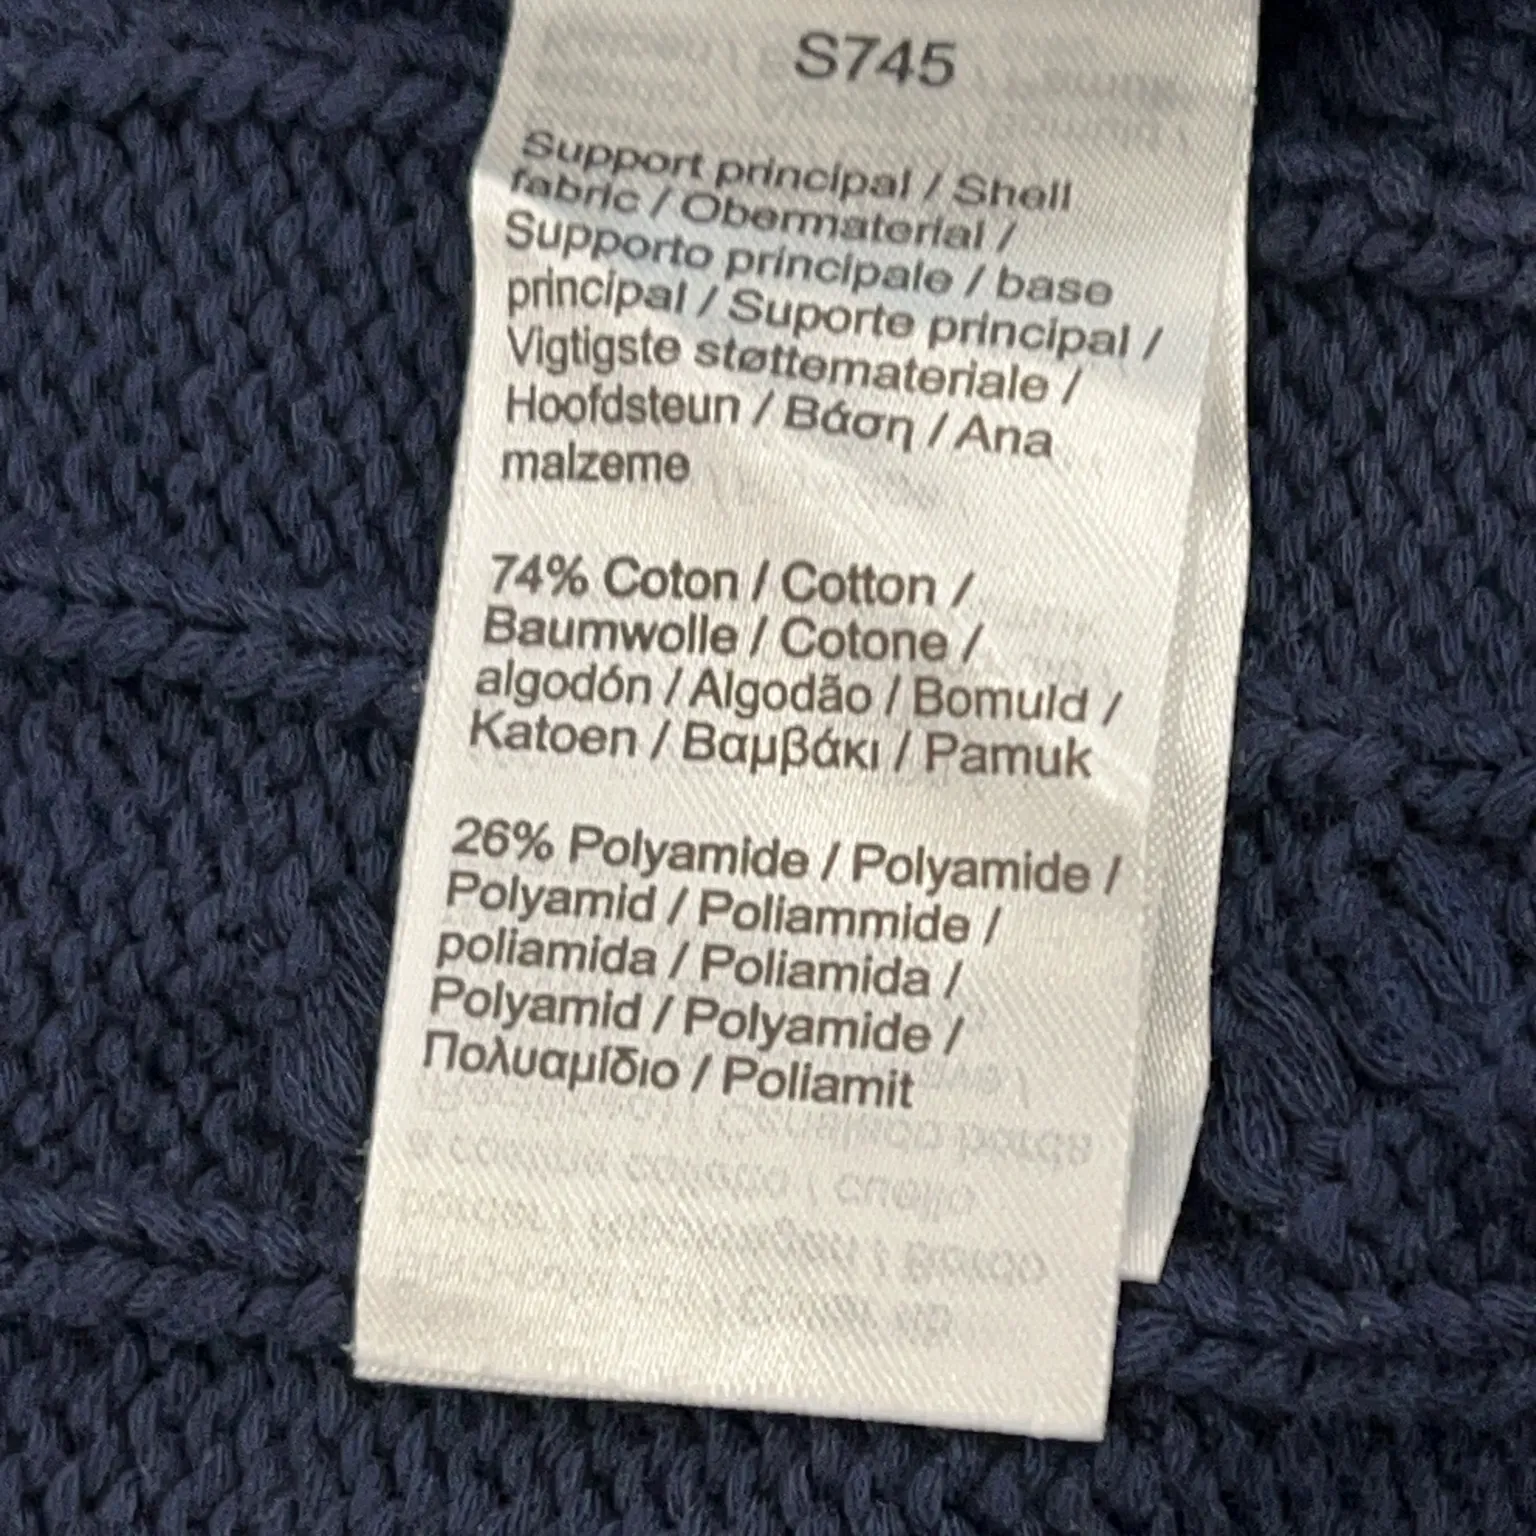 S745
Support principal / Shell
fabric / Obermaterial /
Supporto principale / base
principal / Suporte principal /
Vigtigste støttemateriale /
Hoofdsteun / Βάση / Ana
malzeme
74% Coton / Cotton /
Baumwolle / Cotone /
algodón / Algodão / Bomuld /
Katoen / Βαμβάκι / Pamuk
26% Polyamide / Polyamide /
Polyamid / Poliammide /
poliamida / Poliamida /
Polyamid / Polyamide /
Πολυαμίδιο / Poliamit